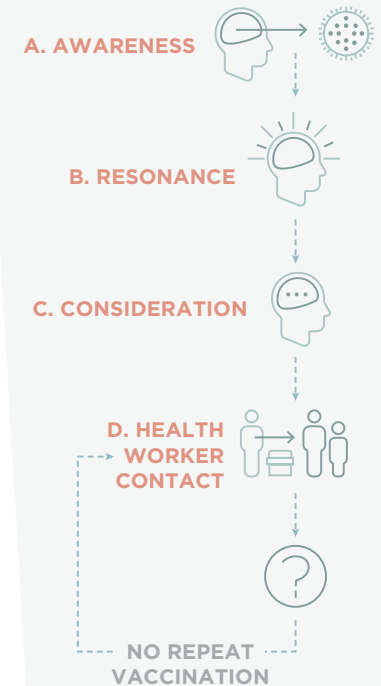 A. AWARENESS
B. RESONANCE
C. CONSIDERATION
D. HEALTH
WORKER
CONTACT
?
NO REPEAT
VACCINATION